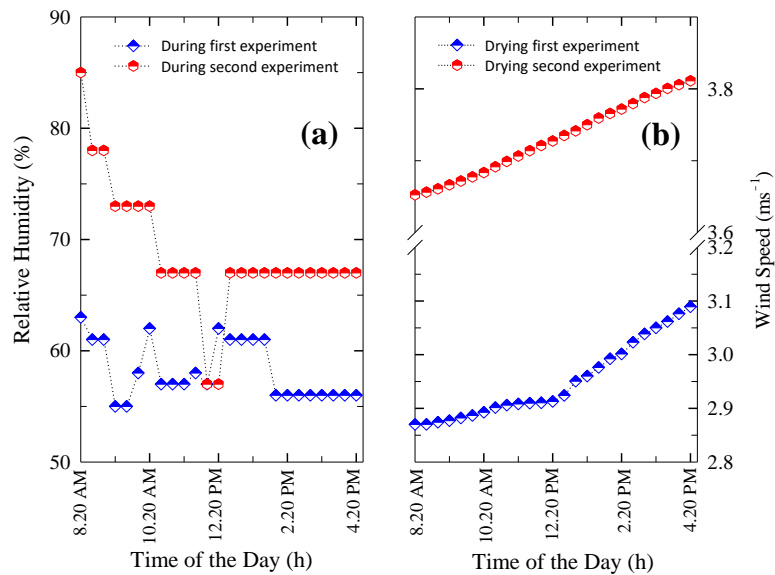 90
80
70
60
50
Relative Humidity (%)
During first experiment
During second experiment
(a)
8.20 AM
10.20 AM
12.20 PM
2.20 PM
4.20 PM
Time of the Day (h)
Drying first experiment
Drying second experiment
(b)
3.8
3.6
3.2
3.1
3.0
2.9
2.8
Wind Speed (ms⁻¹)
8.20 AM
10.20 AM
12.20 PM
2.20 PM
4.20 PM
Time of the Day (h)